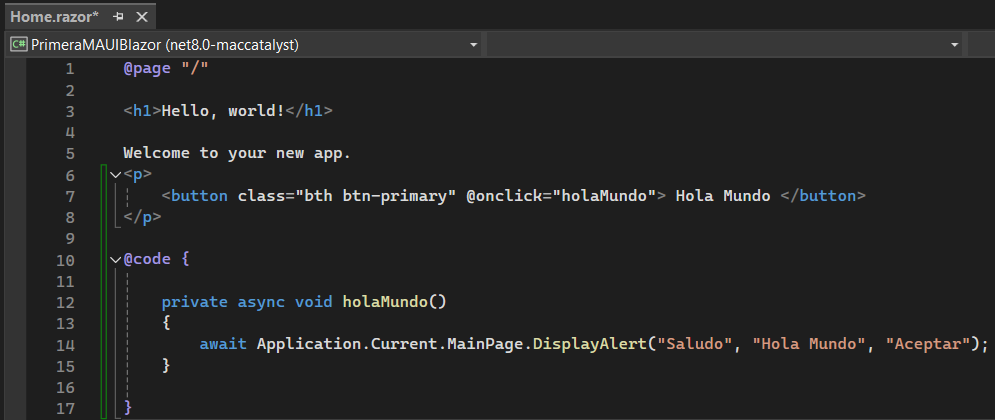 Home.razor*
C# PrimeraMAUIBlazor (net8.0-maccatalyst)
1 @page "/"
2
3 <h1>Hello, world!</h1>
4
5 Welcome to your new app.
6 <p>
7 <button class="bth btn-primary" @onclick="holaMundo"> Hola Mundo </button>
8 </p>
9
10 @code {
11
12 private async void holaMundo()
13 {
14 await Application.Current.MainPage.DisplayAlert("Saludo", "Hola Mundo", "Aceptar");
15 }
16
17 }